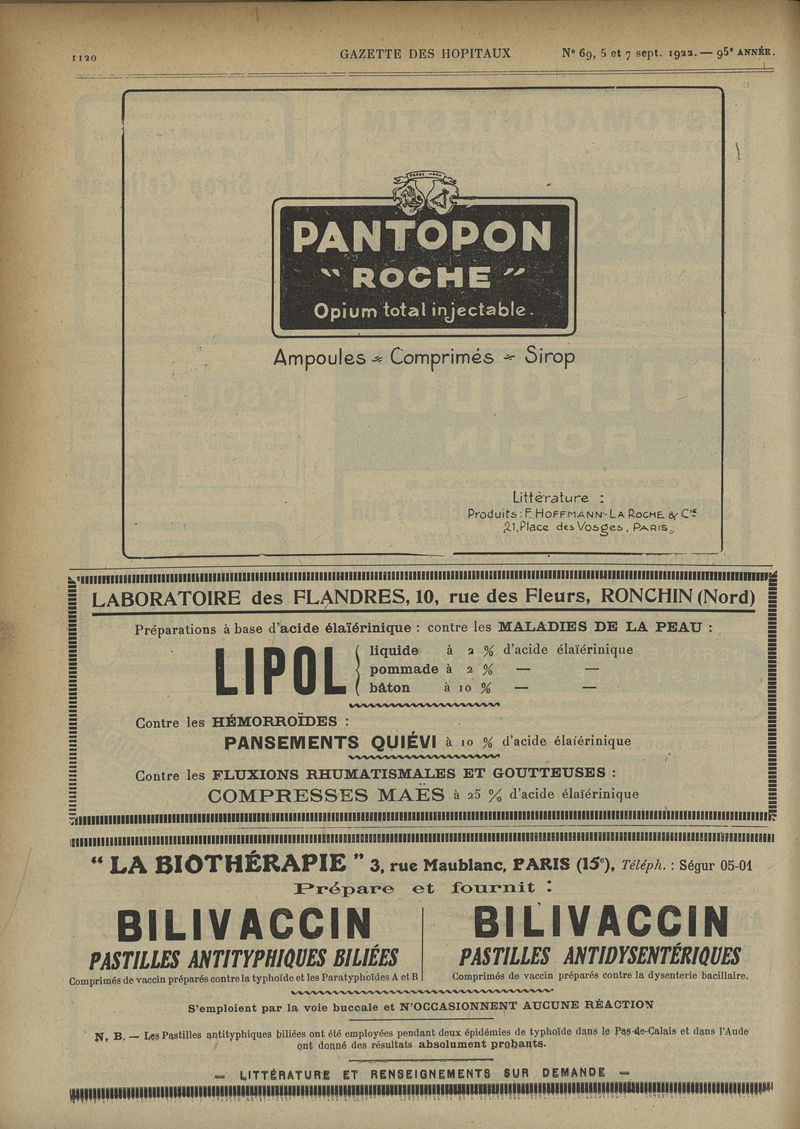 1120 GAZETTE DES HOPITAUX N° 69, 5 et 7 sept. 1922. — 95e ANNÉE.
PANTOPON
"ROCHE"
Opium total injectable.
Ampoules - Comprimés - Sirop
Littérature :
Produits : F. HOFFMANN-LA ROCHE & Cie
21, Place des Vosges, PARIS.
LABORATOIRE des FLANDRES, 10, rue des Fleurs, RONCHIN (Nord)
Préparations à base d'acide élaïérinique : contre les MALADIES DE LA PEAU :
LIPOL
liquide à 2 % d'acide élaïérinique
pommade à 2 % — —
bâton à 10 % — —
Contre les HÉMORROÏDES :
PANSEMENTS QUIÉVI à 10 % d'acide élaïérinique
Contre les FLUXIONS RHUMATISMALES ET GOUTTEUSES :
COMPRESSES MAËS à 25 % d'acide élaïérinique
" LA BIOTHÉRAPIE " 3, rue Maublanc, PARIS (15e), Téléph. : Ségur 05-01
Prépare et fournit :
BILIVACCIN
PASTILLES ANTITYPHIQUES BILIÉES
Comprimés de vaccin préparés contre la typhoïde et les Paratyphoïdes A et B
BILIVACCIN
PASTILLES ANTIDYSENTÉRIQUES
Comprimés de vaccin préparés contre la dysenterie bacillaire.
S'emploient par la voie buccale et N'OCCASIONNENT AUCUNE RÉACTION
N. B. — Les Pastilles antityphiques biliées ont été employées pendant deux épidémies de typhoïde dans le Pas-de-Calais et dans l'Aude
ont donné des résultats absolument probants.
— LITTÉRATURE ET RENSEIGNEMENTS SUR DEMANDE —